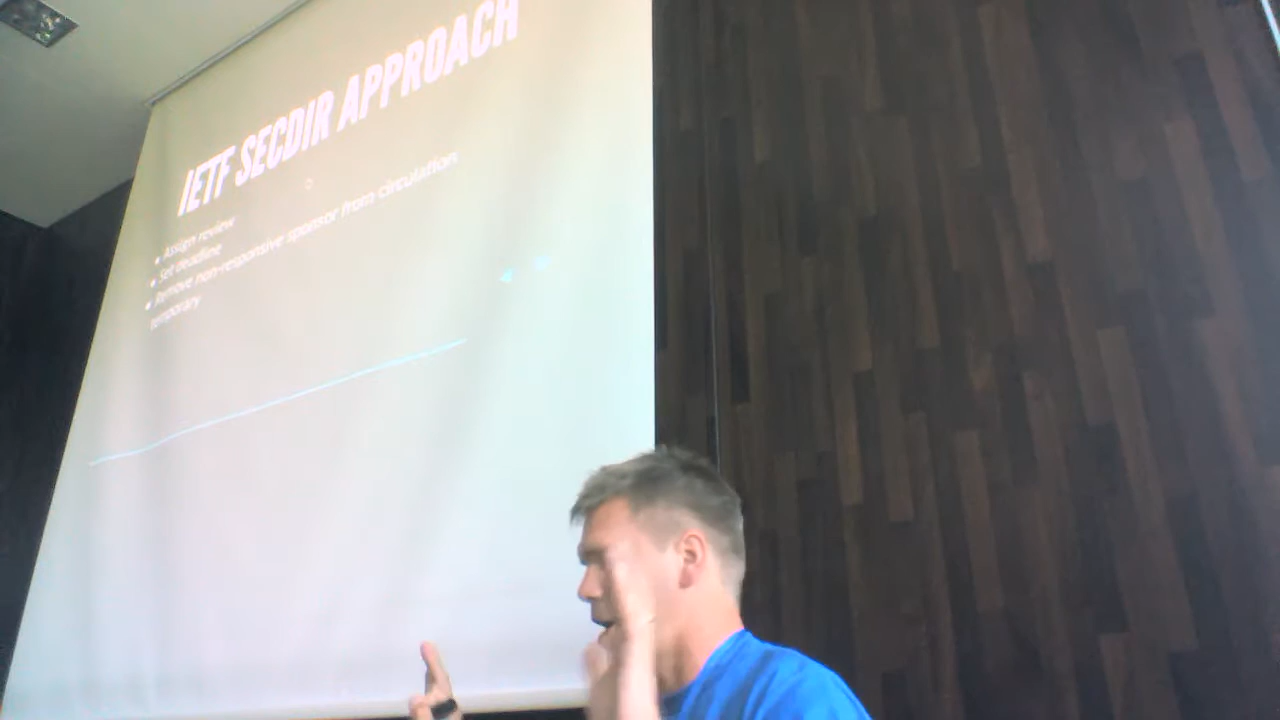 IETF SECDIR APPROACH
• Assign review
• Set deadline
• Remove non-responsive sponsor from circulation
temporary